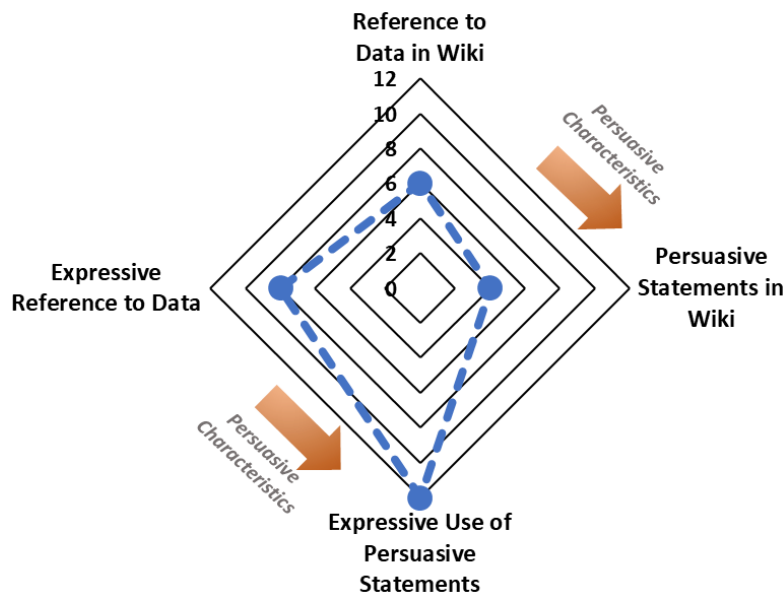 Reference to
Data in Wiki
12
10
8
6
4
2
0
Persuasive
Characteristics
Persuasive
Statements in
Wiki
Expressive
Reference to Data
Persuasive
Characteristics
Expressive Use of
Persuasive
Statements